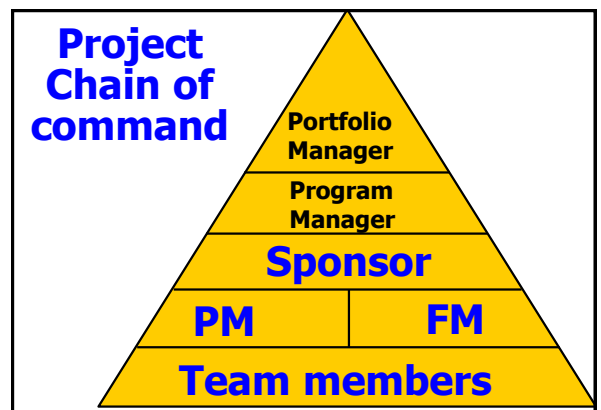 Project
Chain of
command
Portfolio
Manager
Program
Manager
Sponsor
PM FM
Team members